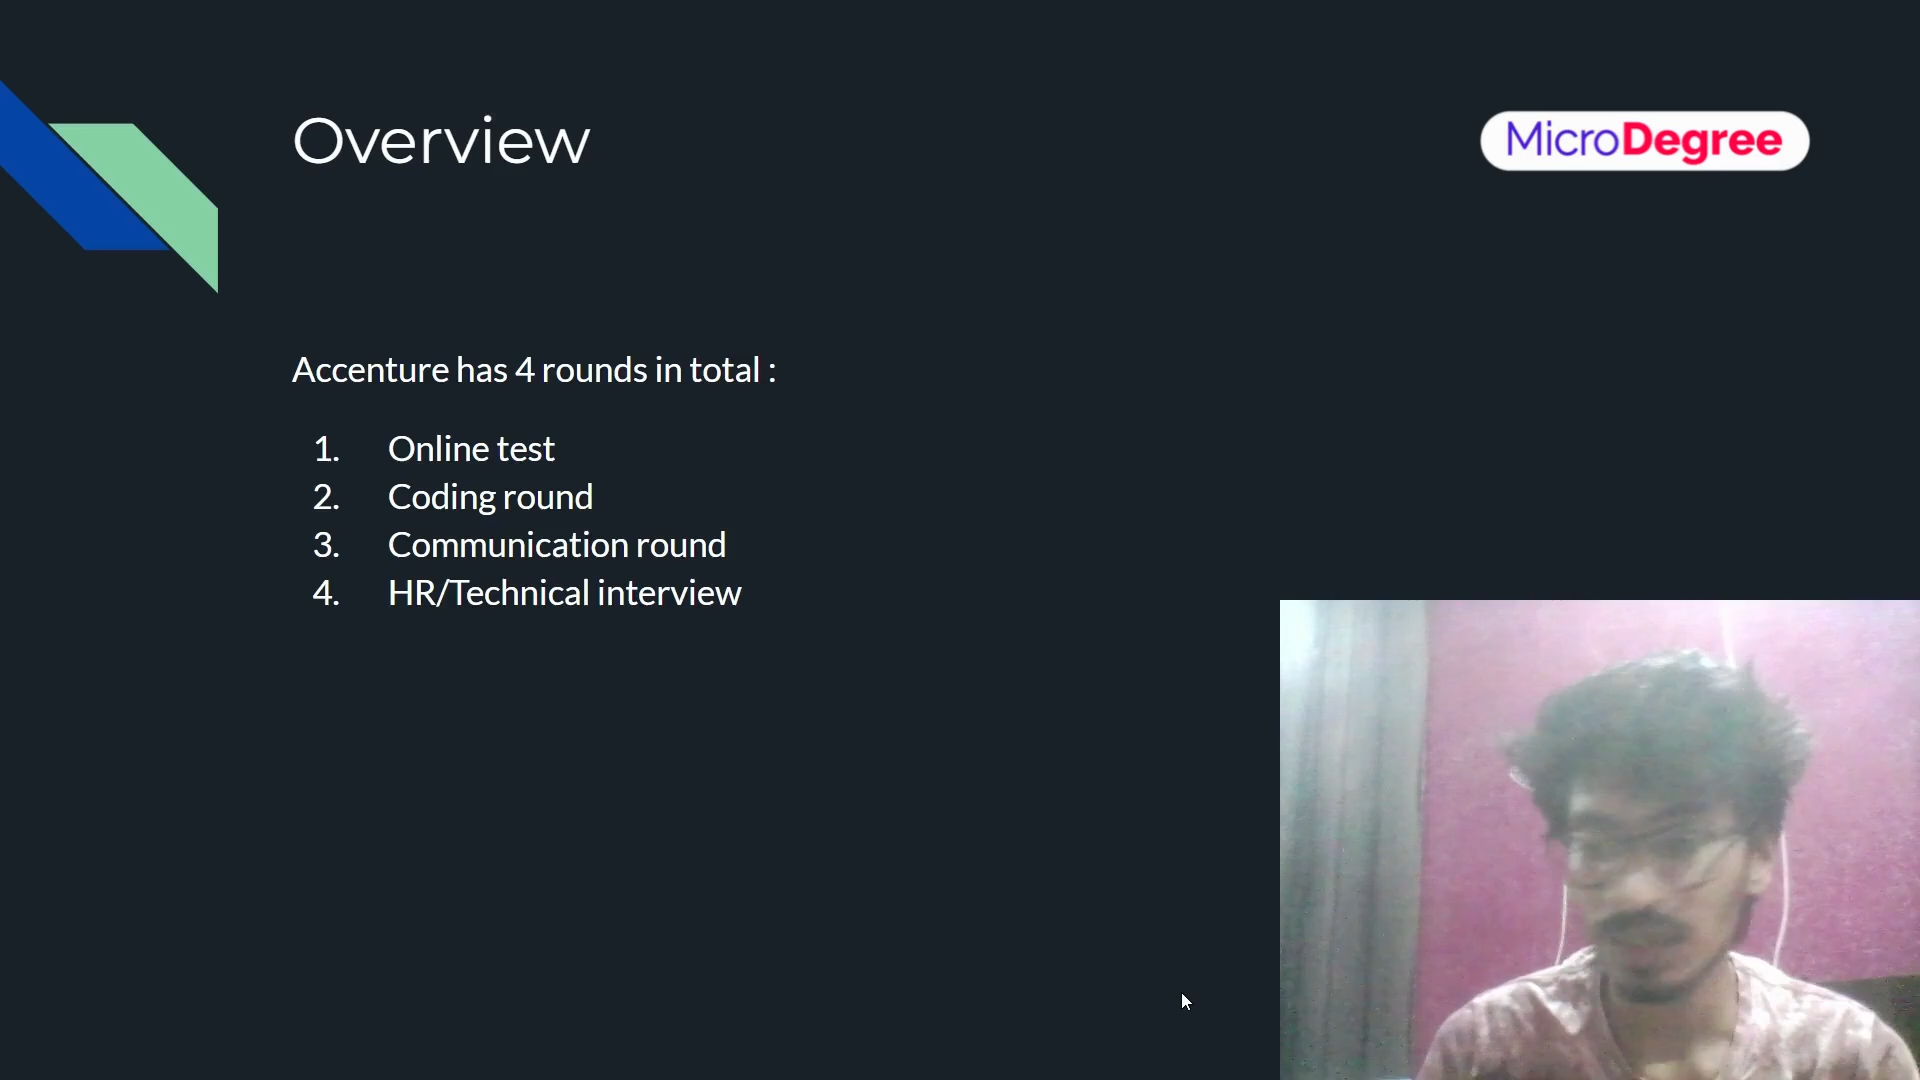 Overview
MicroDegree
Accenture has 4 rounds in total :
1. Online test
2. Coding round
3. Communication round
4. HR/Technical interview